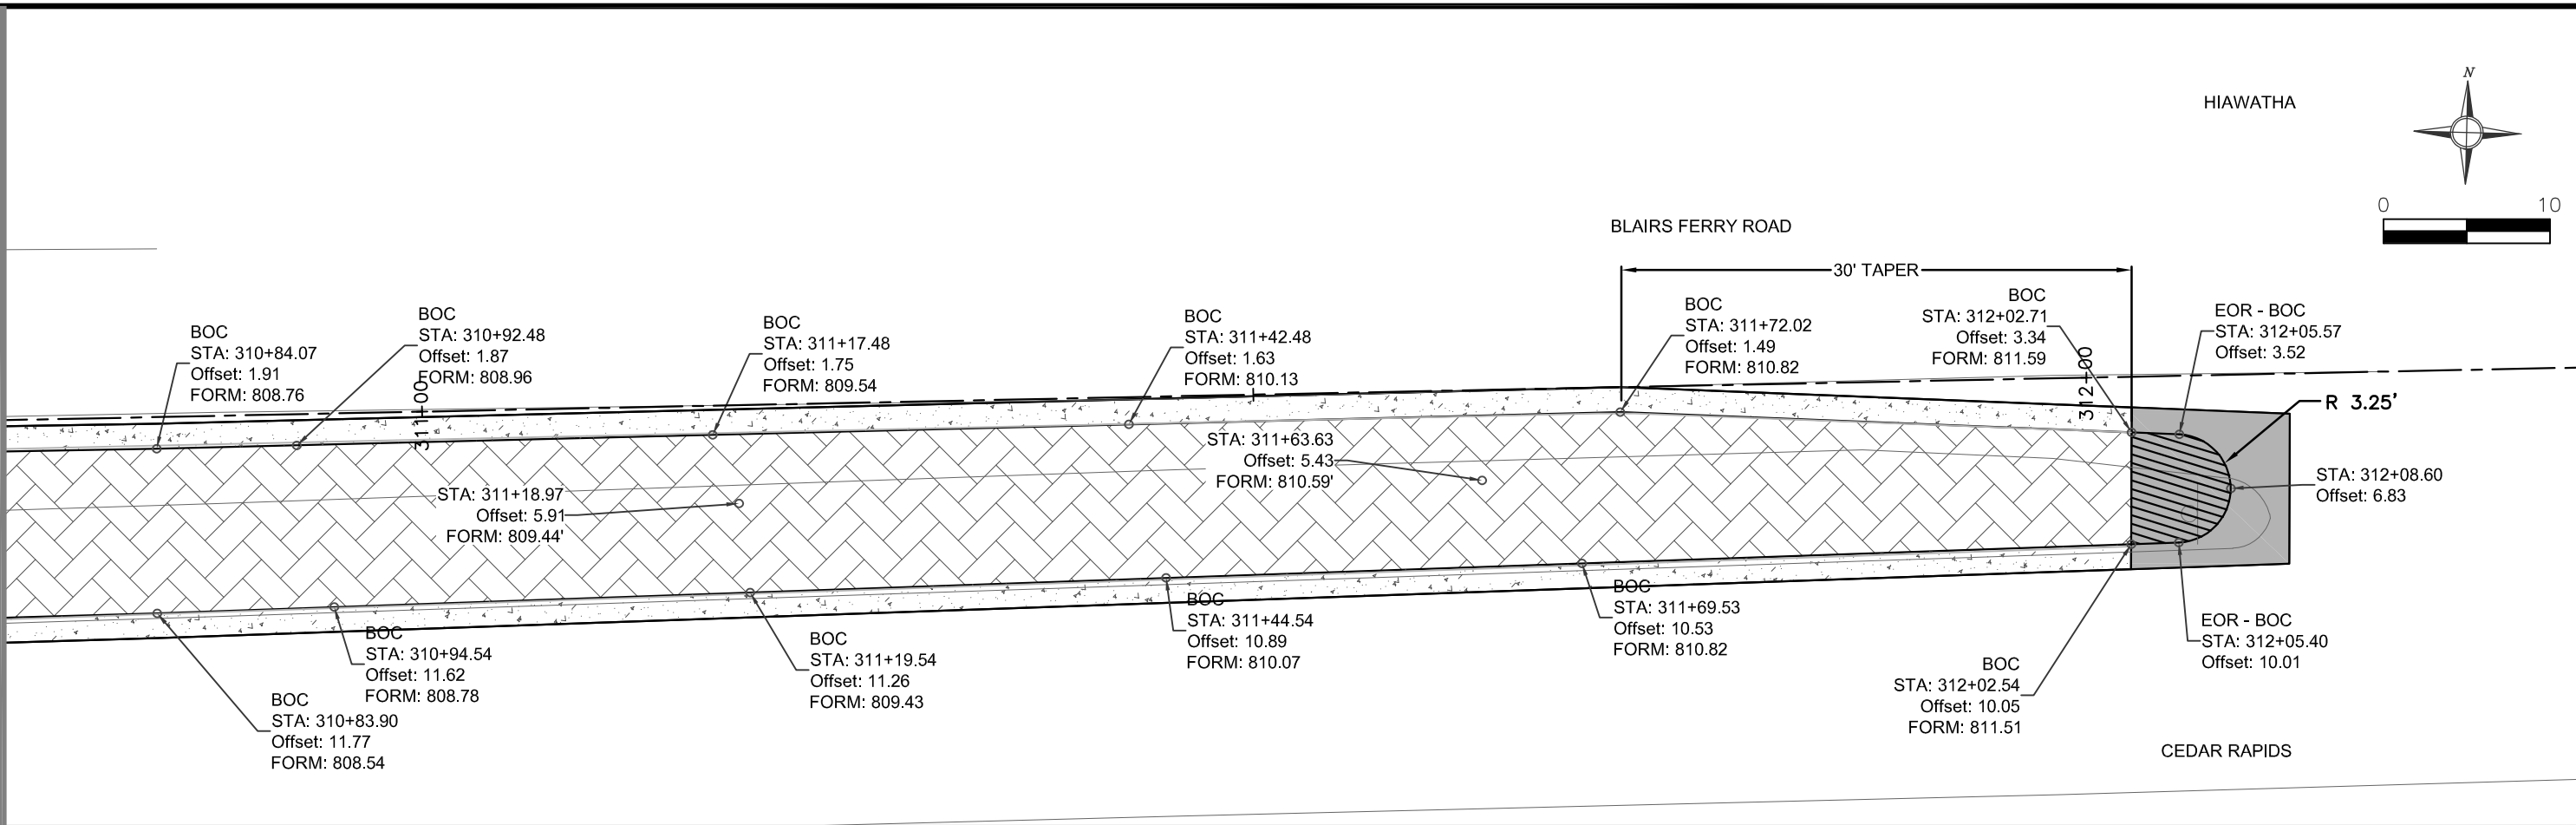 N
HIAWATHA
0 10
BLAIRS FERRY ROAD
30' TAPER
BOC
STA: 310+84.07
Offset: 1.91
FORM: 808.76
BOC
STA: 310+92.48
Offset: 1.87
FORM: 808.96
311+00
BOC
STA: 311+17.48
Offset: 1.75
FORM: 809.54
BOC
STA: 311+42.48
Offset: 1.63
FORM: 810.13
BOC
STA: 311+72.02
Offset: 1.49
FORM: 810.82
BOC
STA: 312+02.71
Offset: 3.34
FORM: 811.59
312+00
EOR - BOC
STA: 312+05.57
Offset: 3.52
R 3.25'
STA: 311+18.97
Offset: 5.91
FORM: 809.44'
STA: 311+63.63
Offset: 5.43
FORM: 810.59'
STA: 312+08.60
Offset: 6.83
BOC
STA: 310+83.90
Offset: 11.77
FORM: 808.54
BOC
STA: 310+94.54
Offset: 11.62
FORM: 808.78
BOC
STA: 311+19.54
Offset: 11.26
FORM: 809.43
BOC
STA: 311+44.54
Offset: 10.89
FORM: 810.07
BOC
STA: 311+69.53
Offset: 10.53
FORM: 810.82
BOC
STA: 312+02.54
Offset: 10.05
FORM: 811.51
EOR - BOC
STA: 312+05.40
Offset: 10.01
CEDAR RAPIDS